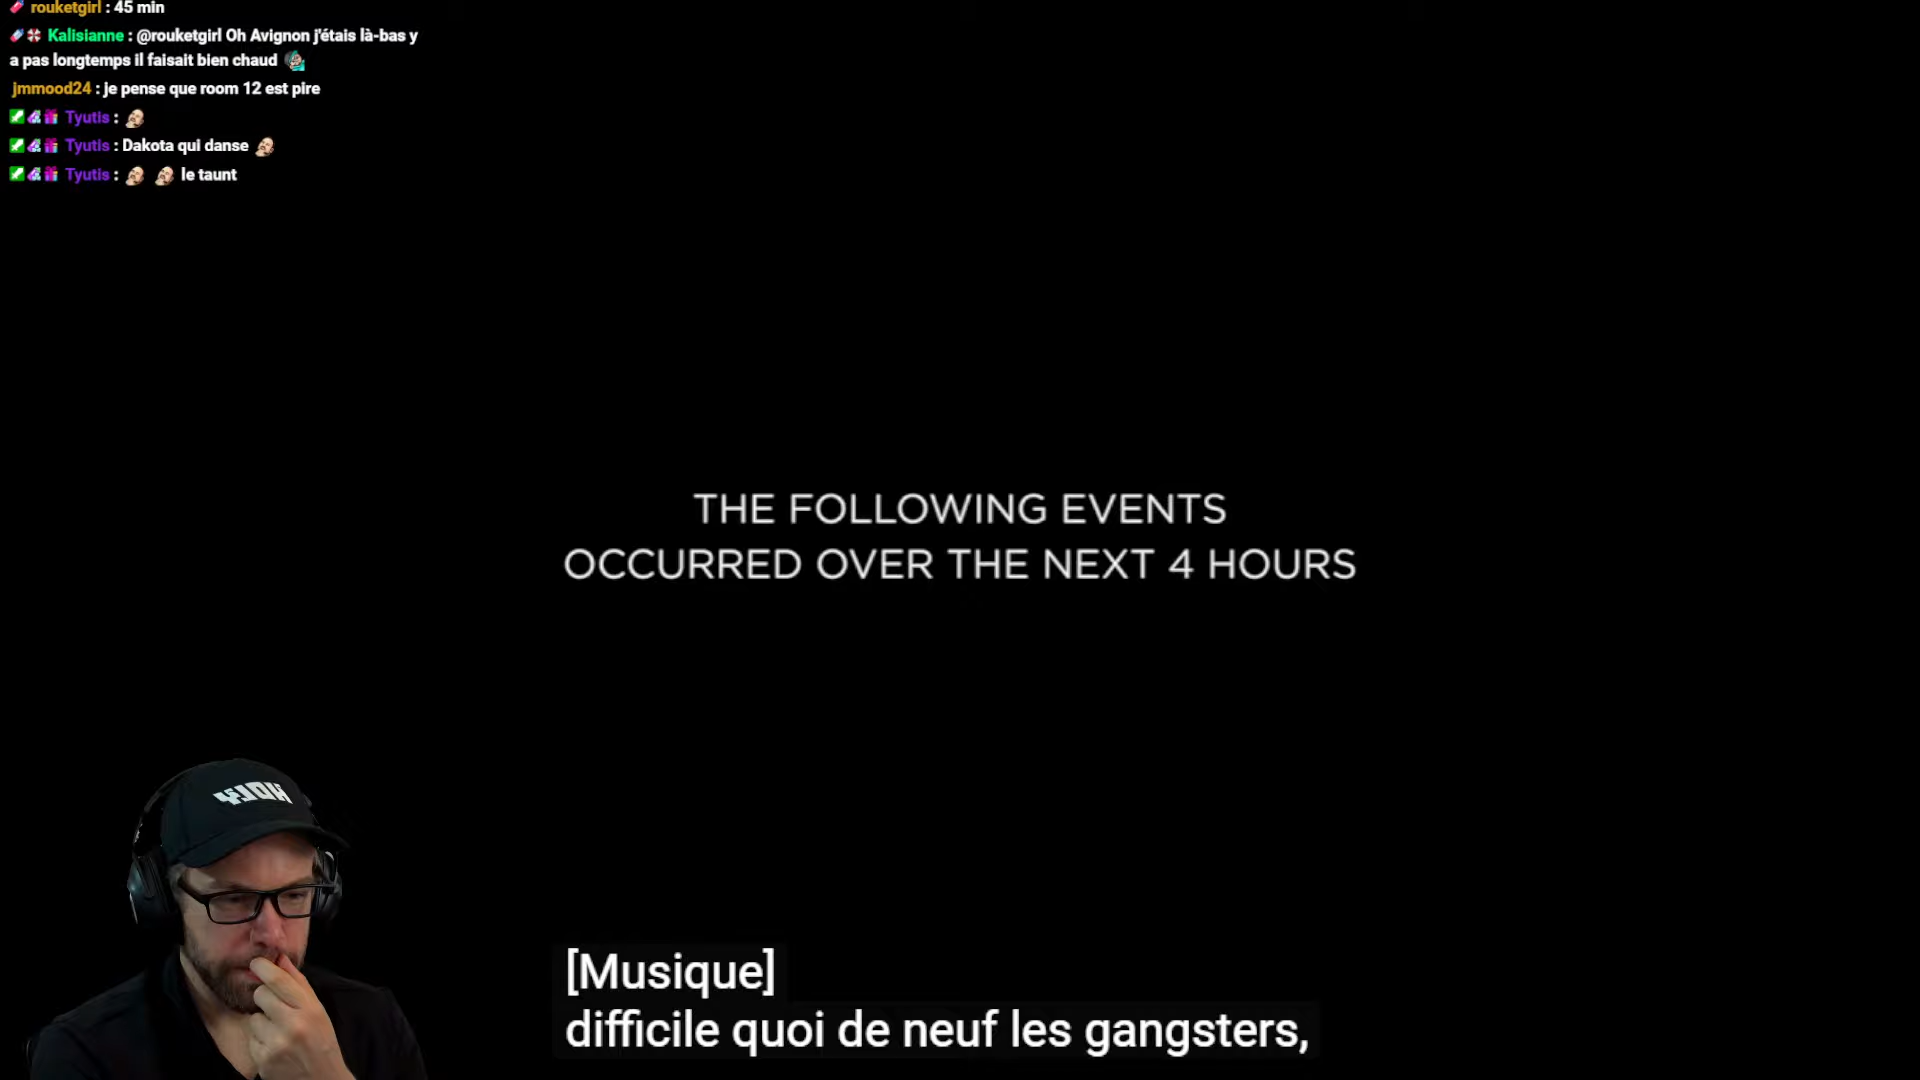 rouketgirl : 45 min
Kalisianne : @rouketgirl Oh Avignon j'étais là-bas y
a pas longtemps il faisait bien chaud
jmmood24 : je pense que room 12 est pire
Tyutis :
Tyutis : Dakota qui danse
Tyutis : le taunt
THE FOLLOWING EVENTS
OCCURRED OVER THE NEXT 4 HOURS
[Musique]
difficile quoi de neuf les gangsters,